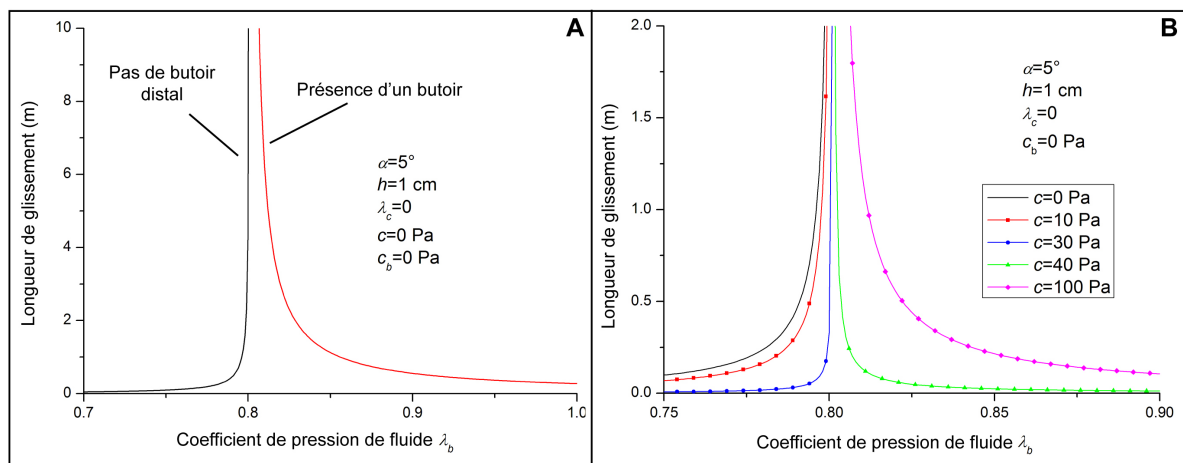 A
Longueur de glissement (m)
10
8
6
4
2
0
Pas de butoir
distal
Présence d'un butoir
α=5°
h=1 cm
λc=0
c=0 Pa
cb=0 Pa
0.7
0.8
0.9
1.0
Coefficient de pression de fluide λb
B
Longueur de glissement (m)
2.0
1.5
1.0
0.5
0.0
α=5°
h=1 cm
λc=0
cb=0 Pa
c=0 Pa
c=10 Pa
c=30 Pa
c=40 Pa
c=100 Pa
0.75
0.80
0.85
0.90
Coefficient de pression de fluide λb